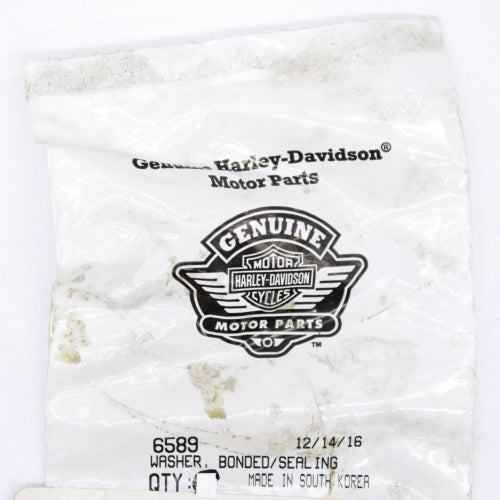 Genuine Harley-Davidson®
Motor Parts
GENUINE
MOTOR
HARLEY-DAVIDSON
CYCLES
MOTOR PARTS
™
6589 12/14/16
WASHER, BONDED/SEALING
QTY: MADE IN SOUTH KOREA